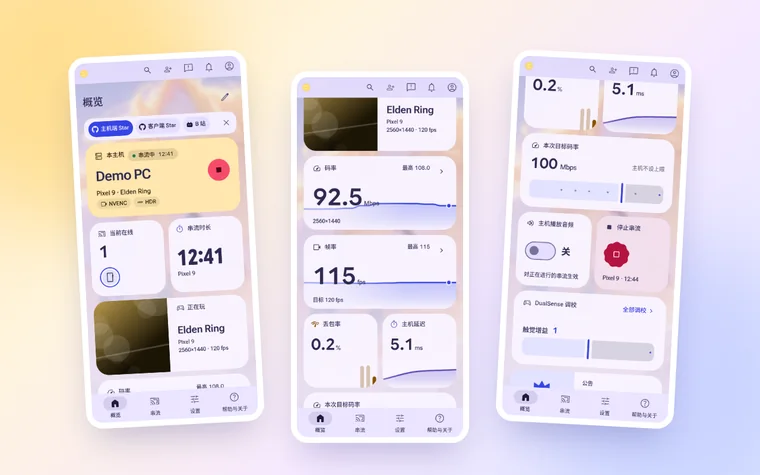 概览
主机端 Star
客户端 Star
B 站
本主机
串流中 12:41
Demo PC
Pixel 9 · Elden Ring
NVENC
HDR
当前在线
1
串流时长
12:41
Pixel 9
正在玩
Elden Ring
Pixel 9
2560×1440 · 120 fps
码率
最高 108.0
概览
串流
设置
帮助与关于
Elden Ring
Pixel 9
2560×1440 · 120 fps
码率
最高 108.0
92.5 Mbps
2560×1440
帧率
最高 115
115 fps
目标 120 fps
丢包率
0.2%
主机延迟
5.1 ms
本次目标码率
概览
串流
设置
帮助与关于
0.2%
5.1 ms
本次目标码率
100 Mbps
主机不设上限
主机播放音频
关
对正在进行的串流生效
停止串流
Pixel 9 · 12:44
DualSense 调校
全部调校
触觉增益 1
公告
概览
串流
设置
帮助与关于